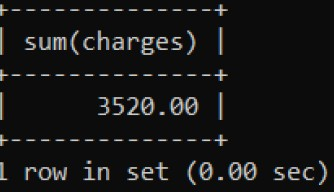 +--------------+
| sum(charges) |
+--------------+
|      3520.00 |
+--------------+
1 row in set (0.00 sec)